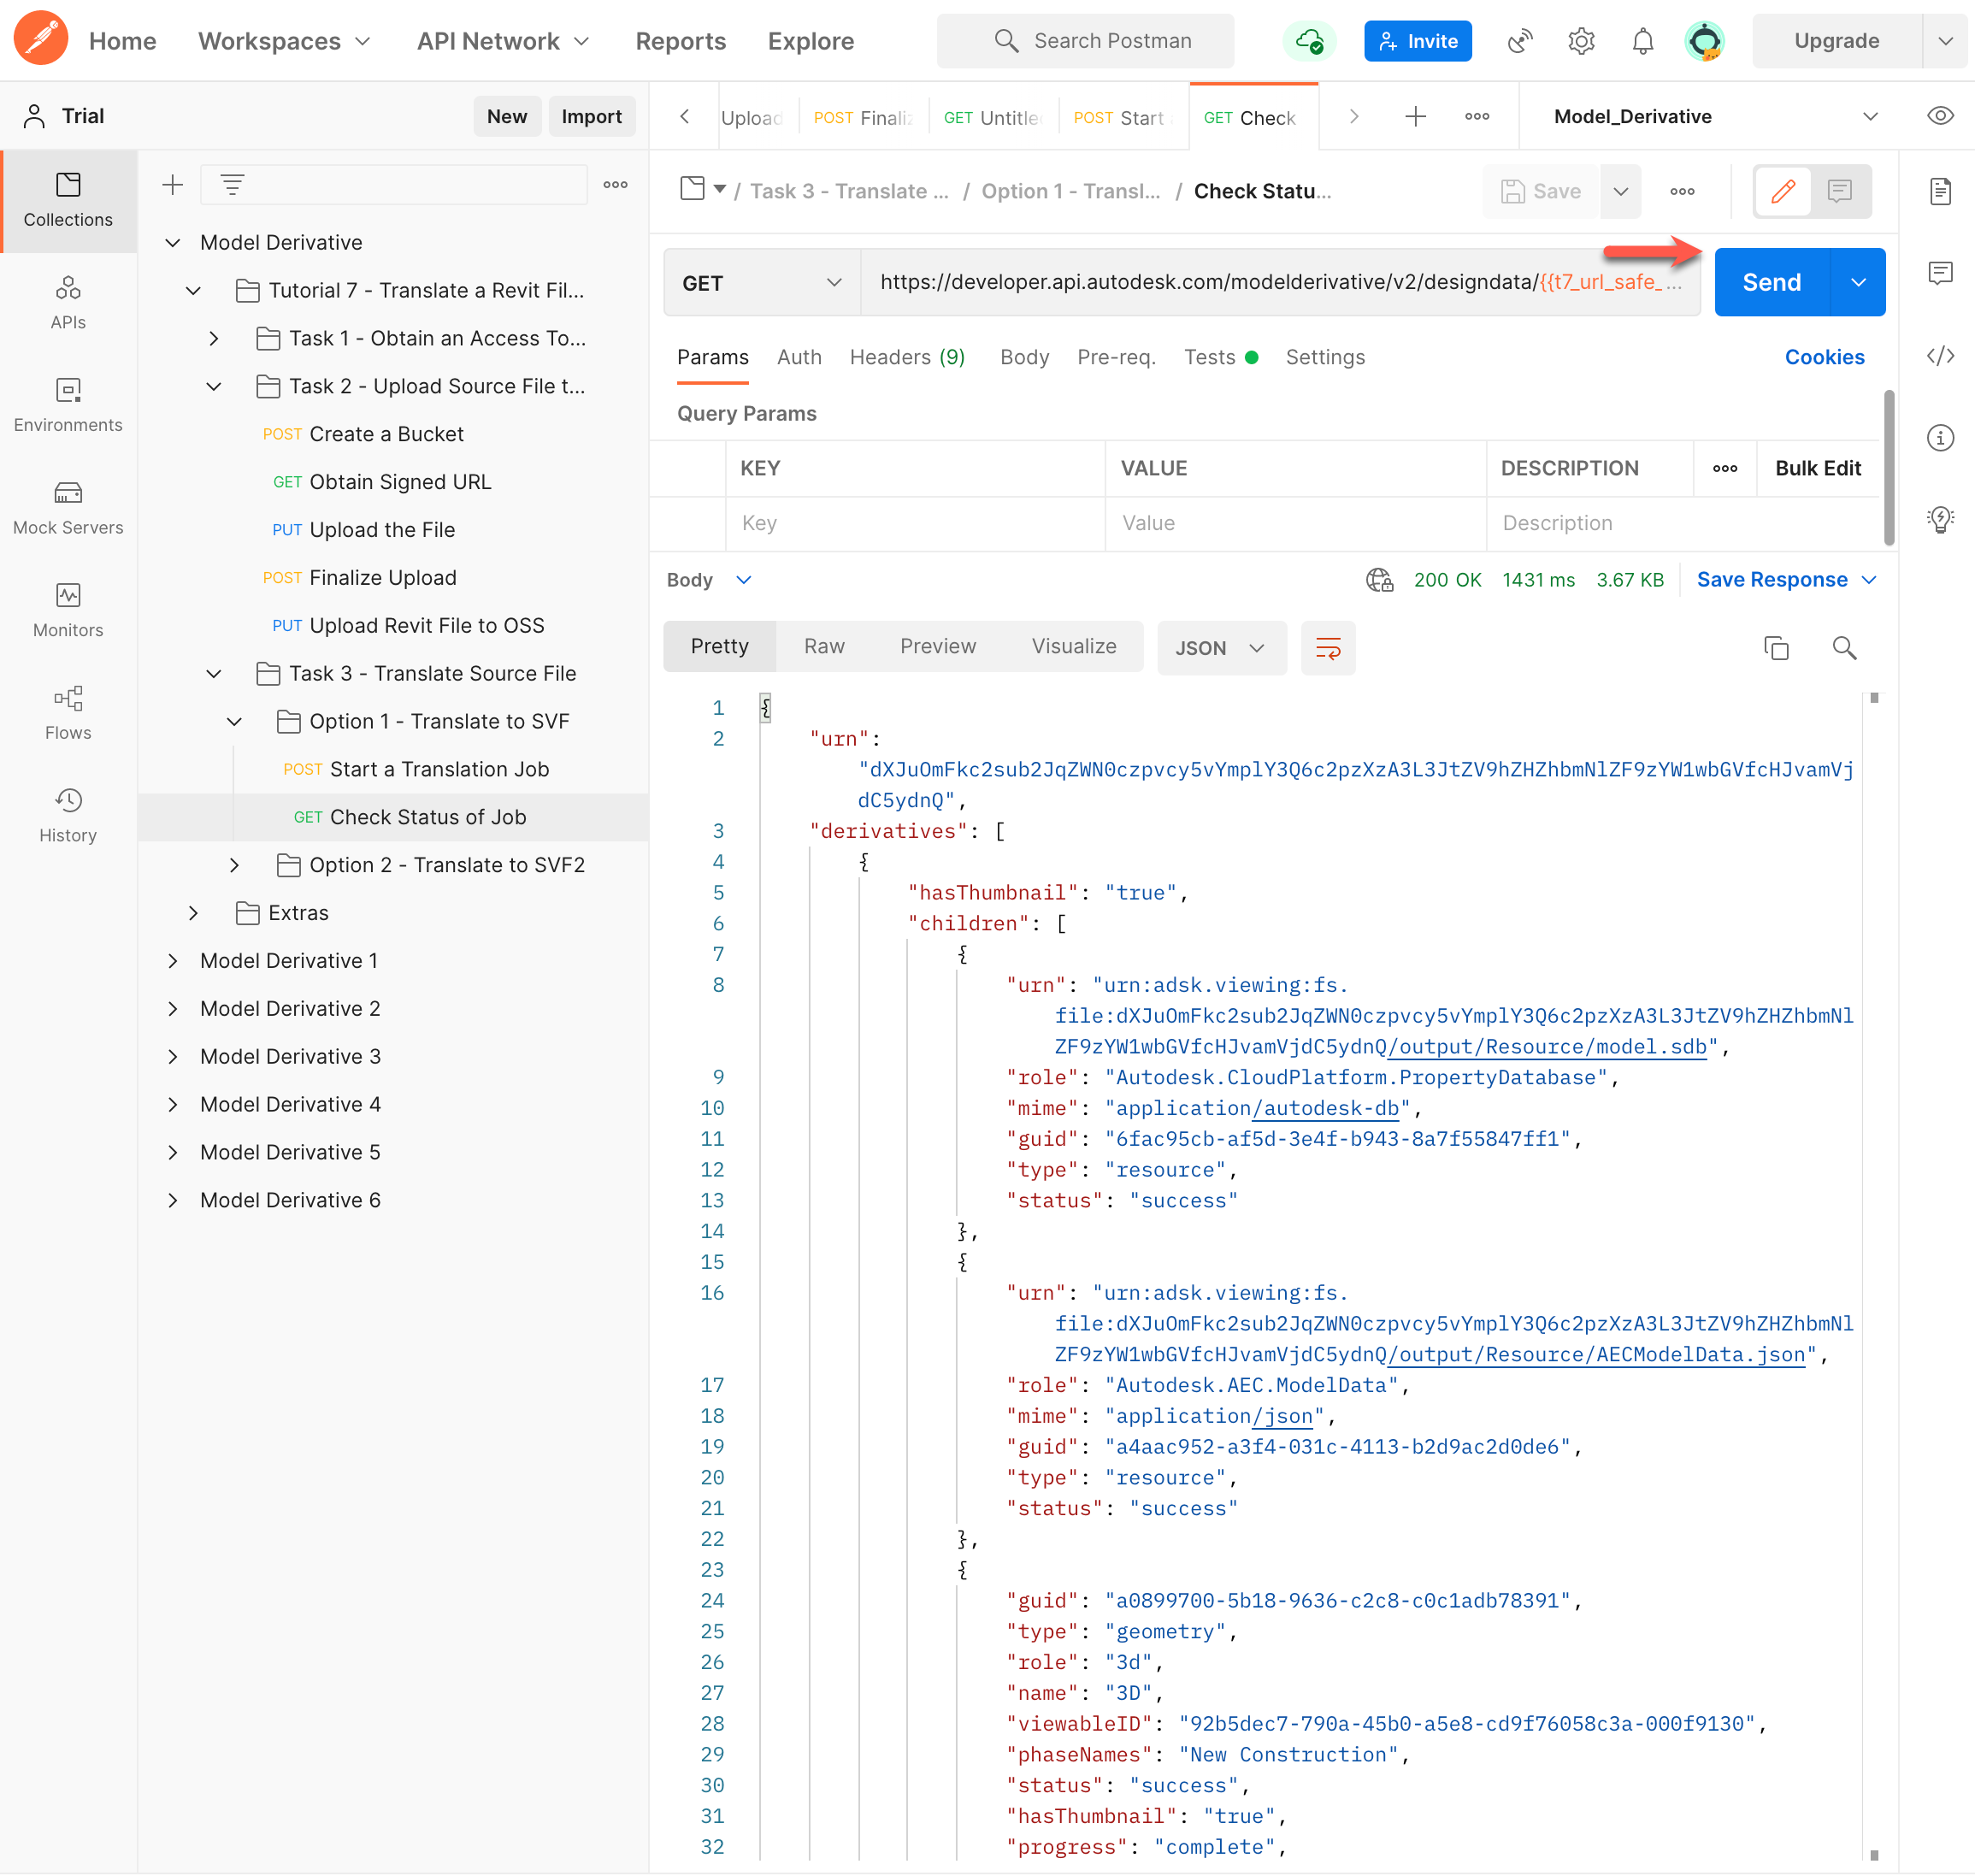 Home
Workspaces
API Network
Reports
Explore
Search Postman
Invite
Upgrade
Trial
New
Import
Upload
POST Finali
GET Untitle
POST Start
GET Check
Model_Derivative
Collections
APIs
Environments
Mock Servers
Monitors
Flows
History
Model Derivative
Tutorial 7 - Translate a Revit Fil...
Task 1 - Obtain an Access To...
Task 2 - Upload Source File t...
POST Create a Bucket
GET Obtain Signed URL
PUT Upload the File
POST Finalize Upload
PUT Upload Revit File to OSS
Task 3 - Translate Source File
Option 1 - Translate to SVF
POST Start a Translation Job
GET Check Status of Job
Option 2 - Translate to SVF2
Extras
Model Derivative 1
Model Derivative 2
Model Derivative 3
Model Derivative 4
Model Derivative 5
Model Derivative 6
/ Task 3 - Translate ... / Option 1 - Transl... / Check Statu...
Save
GET
https://developer.api.autodesk.com/modelderivative/v2/designdata/{{t7_url_safe_ ...
Send
Params
Auth
Headers (9)
Body
Pre-req.
Tests
Settings
Cookies
Query Params
KEY
VALUE
DESCRIPTION
Bulk Edit
Key
Value
Description
Body
200 OK
1431 ms
3.67 KB
Save Response
Pretty
Raw
Preview
Visualize
JSON
1 {
2 "urn":
"dXJuOmFkc2sub2JqZWN0czpvcy5vYmplY3Q6c2pzXzA3L3JtZV9hZHZhbmNlZF9zYW1wbGVfcHJvamVj
dC5ydnQ",
3 "derivatives": [
4 {
5 "hasThumbnail": "true",
6 "children": [
7 {
8 "urn": "urn:adsk.viewing:fs.
file:dXJuOmFkc2sub2JqZWN0czpvcy5vYmplY3Q6c2pzXzA3L3JtZV9hZHZhbmNl
ZF9zYW1wbGVfcHJvamVjdC5ydnQ/output/Resource/model.sdb",
9 "role": "Autodesk.CloudPlatform.PropertyDatabase",
10 "mime": "application/autodesk-db",
11 "guid": "6fac95cb-af5d-3e4f-b943-8a7f55847ff1",
12 "type": "resource",
13 "status": "success"
14 },
15 {
16 "urn": "urn:adsk.viewing:fs.
file:dXJuOmFkc2sub2JqZWN0czpvcy5vYmplY3Q6c2pzXzA3L3JtZV9hZHZhbmNl
ZF9zYW1wbGVfcHJvamVjdC5ydnQ/output/Resource/AECModelData.json",
17 "role": "Autodesk.AEC.ModelData",
18 "mime": "application/json",
19 "guid": "a4aac952-a3f4-031c-4113-b2d9ac2d0de6",
20 "type": "resource",
21 "status": "success"
22 },
23 {
24 "guid": "a0899700-5b18-9636-c2c8-c0c1adb78391",
25 "type": "geometry",
26 "role": "3d",
27 "name": "3D",
28 "viewableID": "92b5dec7-790a-45b0-a5e8-cd9f76058c3a-000f9130",
29 "phaseNames": "New Construction",
30 "status": "success",
31 "hasThumbnail": "true",
32 "progress": "complete",